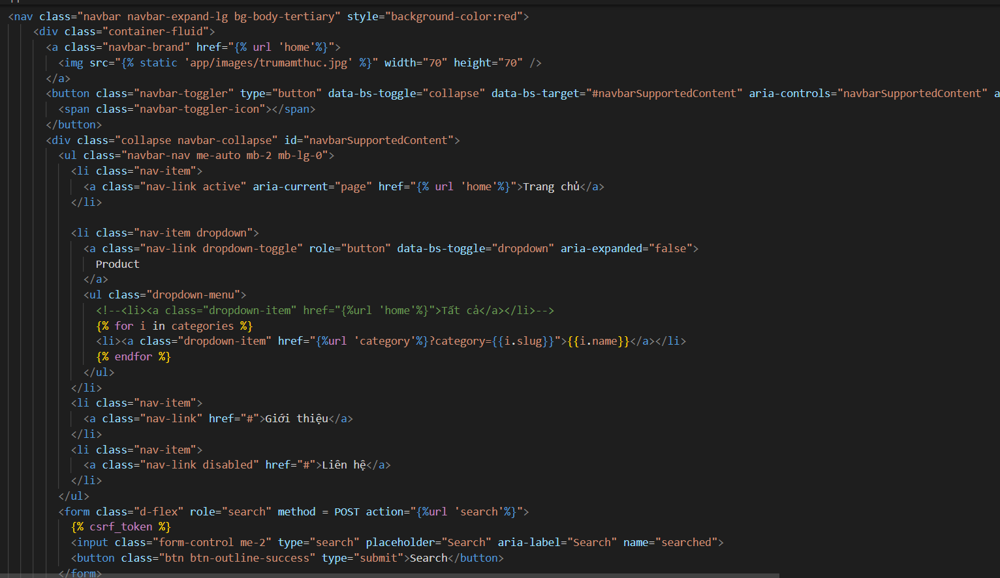 <nav class="navbar navbar-expand-lg bg-body-tertiary" style="background-color:red">
<div class="container-fluid">
<a class="navbar-brand" href="{% url 'home'%}">
<img src="{% static 'app/images/trumamthuc.jpg' %}" width="70" height="70" />
</a>
<button class="navbar-toggler" type="button" data-bs-toggle="collapse" data-bs-target="#navbarSupportedContent" aria-controls="navbarSupportedContent" a
<span class="navbar-toggler-icon"></span>
</button>
<div class="collapse navbar-collapse" id="navbarSupportedContent">
<ul class="navbar-nav me-auto mb-2 mb-lg-0">
<li class="nav-item">
<a class="nav-link active" aria-current="page" href="{% url 'home'%}">Trang chủ</a>
</li>
<li class="nav-item dropdown">
<a class="nav-link dropdown-toggle" role="button" data-bs-toggle="dropdown" aria-expanded="false">
Product
</a>
<ul class="dropdown-menu">
<!--<li><a class="dropdown-item" href="{%url 'home'%}">Tất cả</a></li>-->
{% for i in categories %}
<li><a class="dropdown-item" href="{%url 'category'%}?category={{i.slug}}">{{i.name}}</a></li>
{% endfor %}
</ul>
</li>
<li class="nav-item">
<a class="nav-link" href="#">Giới thiệu</a>
</li>
<li class="nav-item">
<a class="nav-link disabled" href="#">Liên hệ</a>
</li>
</ul>
<form class="d-flex" role="search" method = POST action="{%url 'search'%}">
{% csrf_token %}
<input class="form-control me-2" type="search" placeholder="Search" aria-label="Search" name="searched">
<button class="btn btn-outline-success" type="submit">Search</button>
</form>